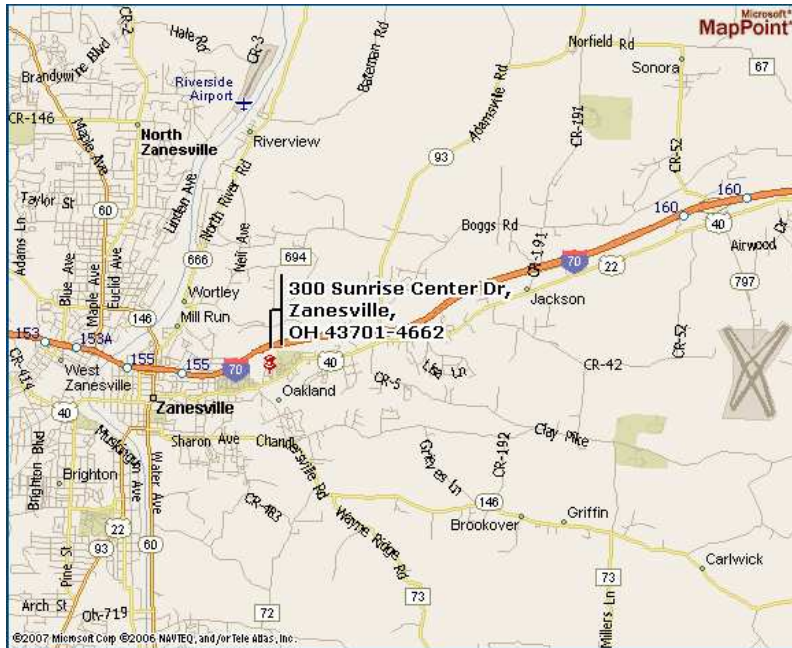 Microsoft®
MapPoint®
Hale Rd
CR-2
CR-3
Brandywine Blvd
Riverside
Airport
Bateman Rd
Norfield Rd
Sonora
67
CR-146
North
Zanesville
Riverview
Maple Ave
Adamsville Rd
CR-191
93
CR-52
Linden Ave
North River Rd
Taylor St
60
160
160
Adams Ln
Boggs Rd
40
Neil Ave
694
CR-191
Airwood Dr
Blue Ave
Maple Ave
Euclid Ave
666
70
22
797
300 Sunrise Center Dr,
Zanesville,
OH 43701-4662
Wortley
Jackson
146
Mill Run
153
153A
155
155
70
40
CR-52
CR-42
West
Zanesville
CR-414
Lisa Ln
CR-5
Oakland
40
Zanesville
Clay Pike
Sharon Ave
Chandlersville Rd
Muskingum Ave
Water Ave
CR-192
Brighton Blvd
Brighton
Grieves Ln
CR-483
146
Griffin
Brookover
Wayne Ridge Rd
22
93
60
Carlwick
Pine St
73
73
Millers Ln
Arch St
Oh-719
72
©2007 Microsoft Corp ©2006 NAVTEQ, and/or Tele Atlas, Inc.